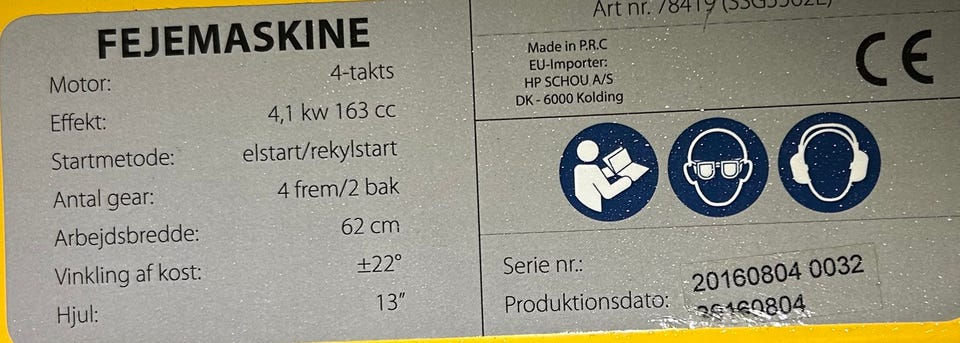 FEJEMASKINE
Motor: 4-takts
Effekt: 4,1 kw 163 cc
Startmetode: elstart/rekylstart
Antal gear: 4 frem/2 bak
Arbejdsbredde: 62 cm
Vinkling af kost: ±22°
Hjul: 13"
Art nr. 78419
Made in P.R.C
EU-Importer:
HP SCHOU A/S
DK - 6000 Kolding
CE
Serie nr.: 20160804 0032
Produktionsdato: 20160804